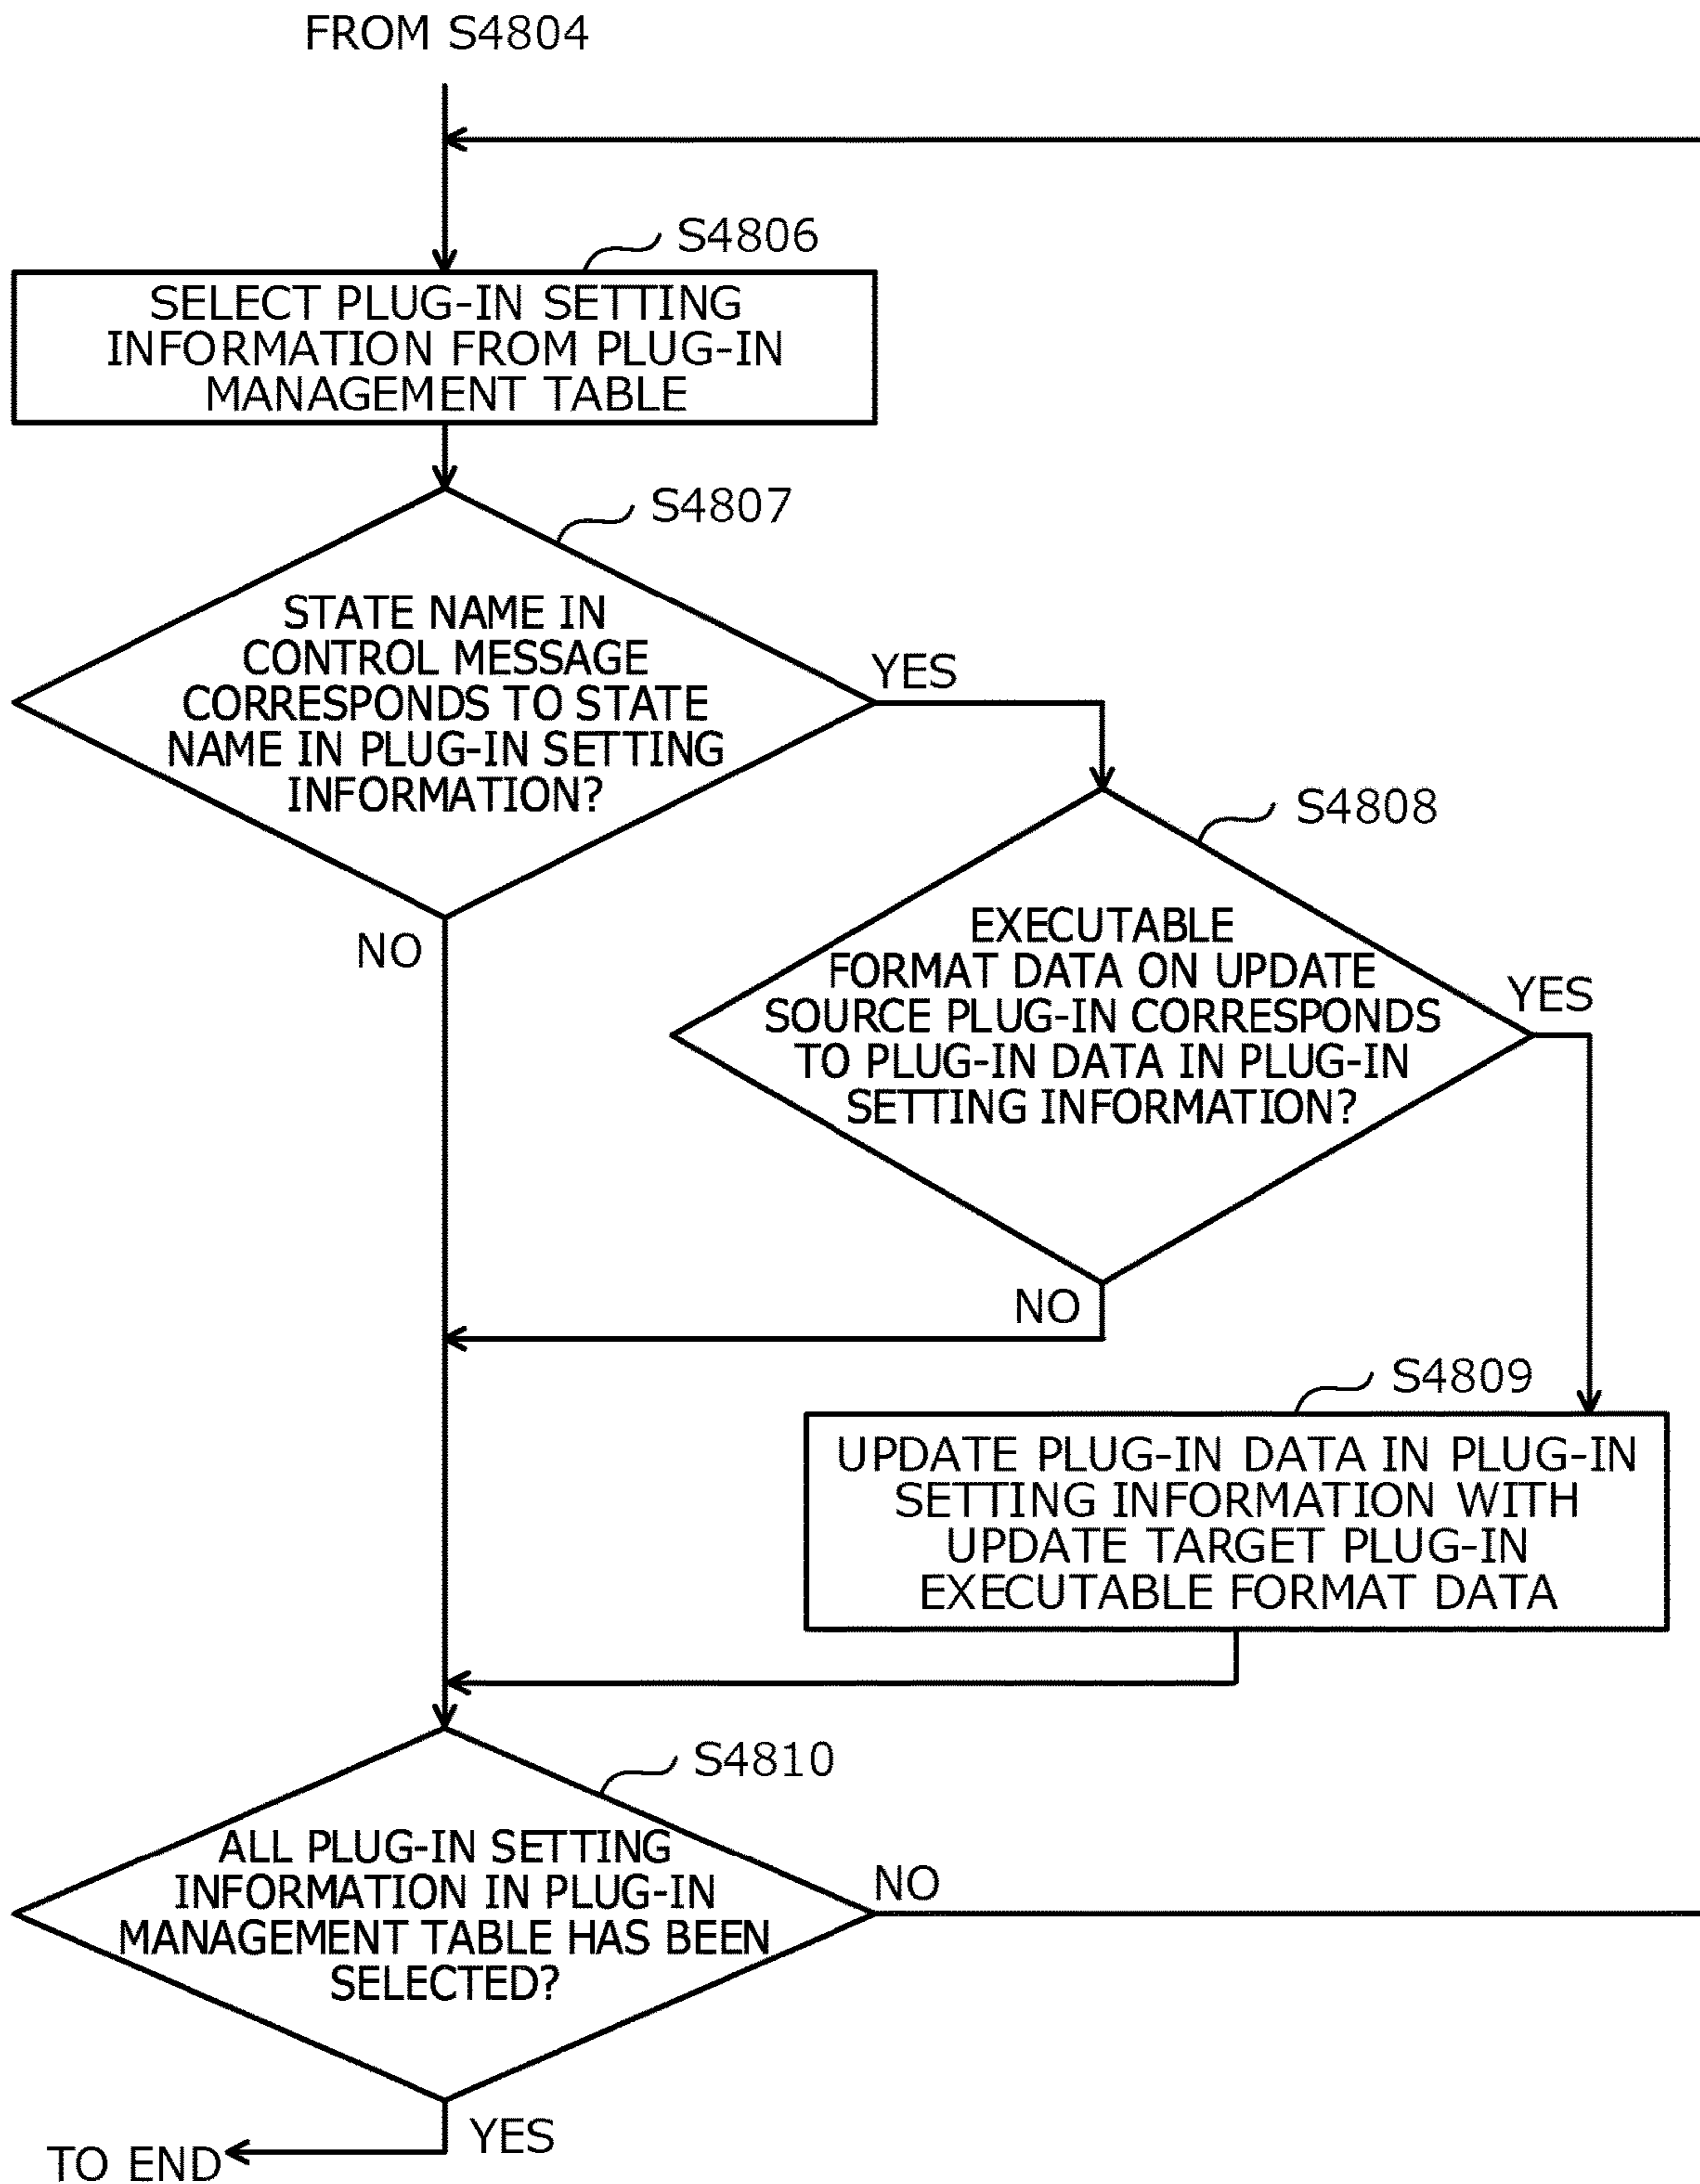 FROM S4804
S4806
SELECT PLUG-IN SETTING
INFORMATION FROM PLUG-IN
MANAGEMENT TABLE
S4807
STATE NAME IN
CONTROL MESSAGE
CORRESPONDS TO STATE
NAME IN PLUG-IN SETTING
INFORMATION?
YES
NO
S4808
EXECUTABLE
FORMAT DATA ON UPDATE
SOURCE PLUG-IN CORRESPONDS
TO PLUG-IN DATA IN PLUG-IN
SETTING INFORMATION?
YES
NO
S4809
UPDATE PLUG-IN DATA IN PLUG-IN
SETTING INFORMATION WITH
UPDATE TARGET PLUG-IN
EXECUTABLE FORMAT DATA
S4810
ALL PLUG-IN SETTING
INFORMATION IN PLUG-IN
MANAGEMENT TABLE HAS BEEN
SELECTED?
NO
YES
TO END